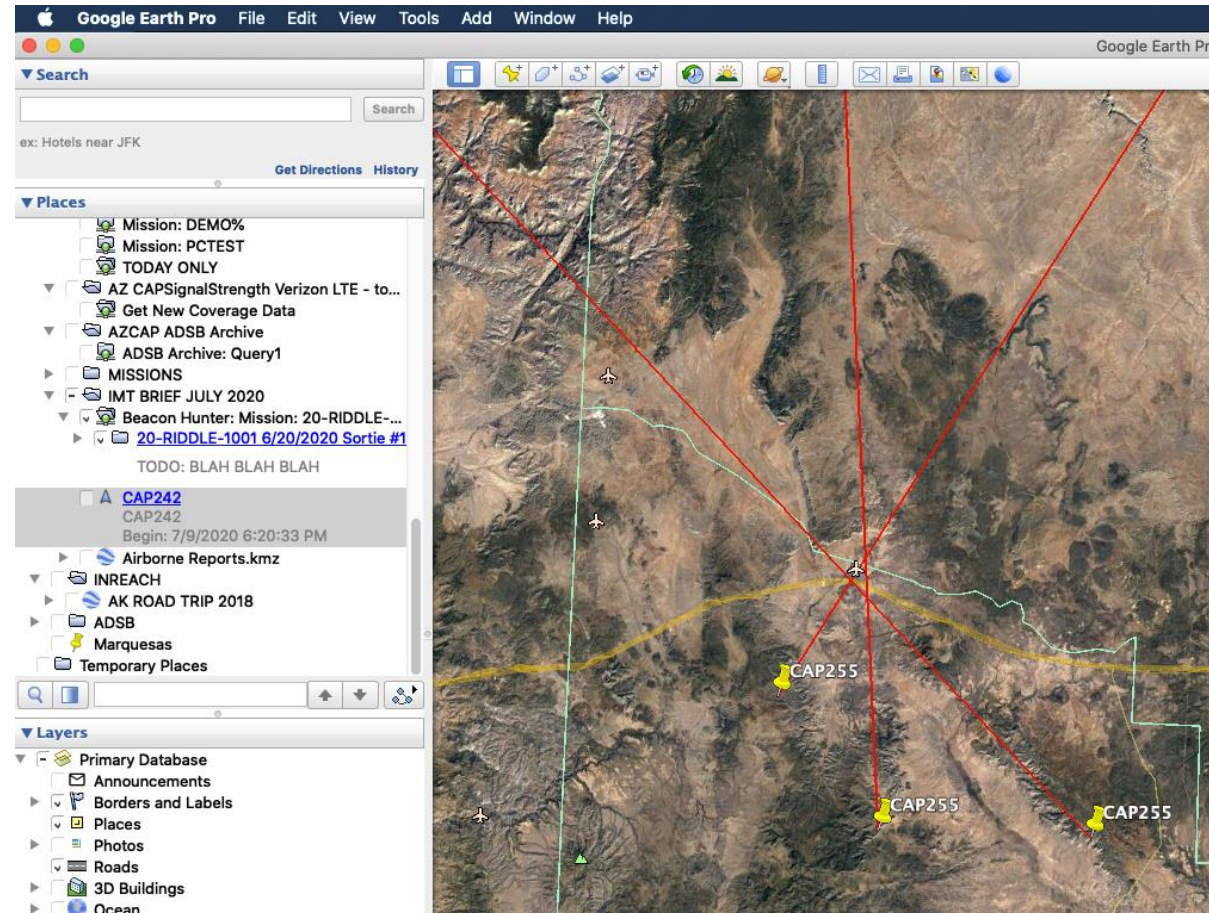 Google Earth Pro File Edit View Tools Add Window Help
Google Earth Pr
Search
Search
ex: Hotels near JFK
Get Directions History
Places
Mission: DEMO%
Mission: PCTEST
TODAY ONLY
AZ CAPSignalStrength Verizon LTE - to...
Get New Coverage Data
AZCAP ADSB Archive
ADSB Archive: Query1
MISSIONS
IMT BRIEF JULY 2020
Beacon Hunter: Mission: 20-RIDDLE-...
20-RIDDLE-1001 6/20/2020 Sortie #1
TODO: BLAH BLAH BLAH
CAP242
CAP242
Begin: 7/9/2020 6:20:33 PM
Airborne Reports.kmz
INREACH
AK ROAD TRIP 2018
ADSB
Marquesas
Temporary Places
Layers
Primary Database
Announcements
Borders and Labels
Places
Photos
Roads
3D Buildings
Ocean
CAP255
CAP255
CAP255